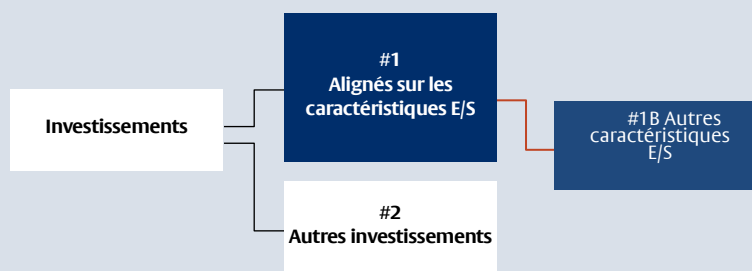 Investissements
#1
Alignés sur les
caractéristiques E/S
#1B Autres
caractéristiques
E/S
#2
Autres investissements